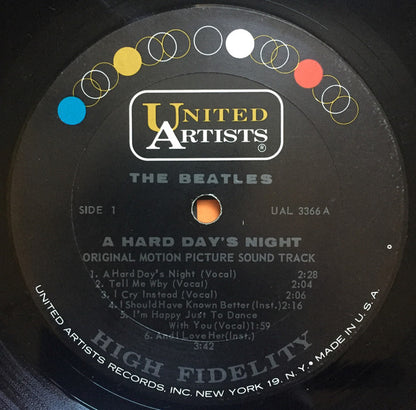 UNITED
ARTISTS®
THE BEATLES
SIDE 1
UAL 3366 A
A HARD DAY'S NIGHT
ORIGINAL MOTION PICTURE SOUND TRACK
1. A Hard Day's Night (Vocal) 2:28
2. Tell Me Why (Vocal) 2:04
3. I Cry Instead (Vocal) 2:06
4. I Should Have Known Better (Inst.) 2:16
5. I'm Happy Just To Dance
With You (Vocal) 1:59
6. And I Love Her (Inst.)
3:42
HIGH FIDELITY
UNITED ARTISTS RECORDS, INC. NEW YORK 19, N.Y. • MADE IN U.S.A.